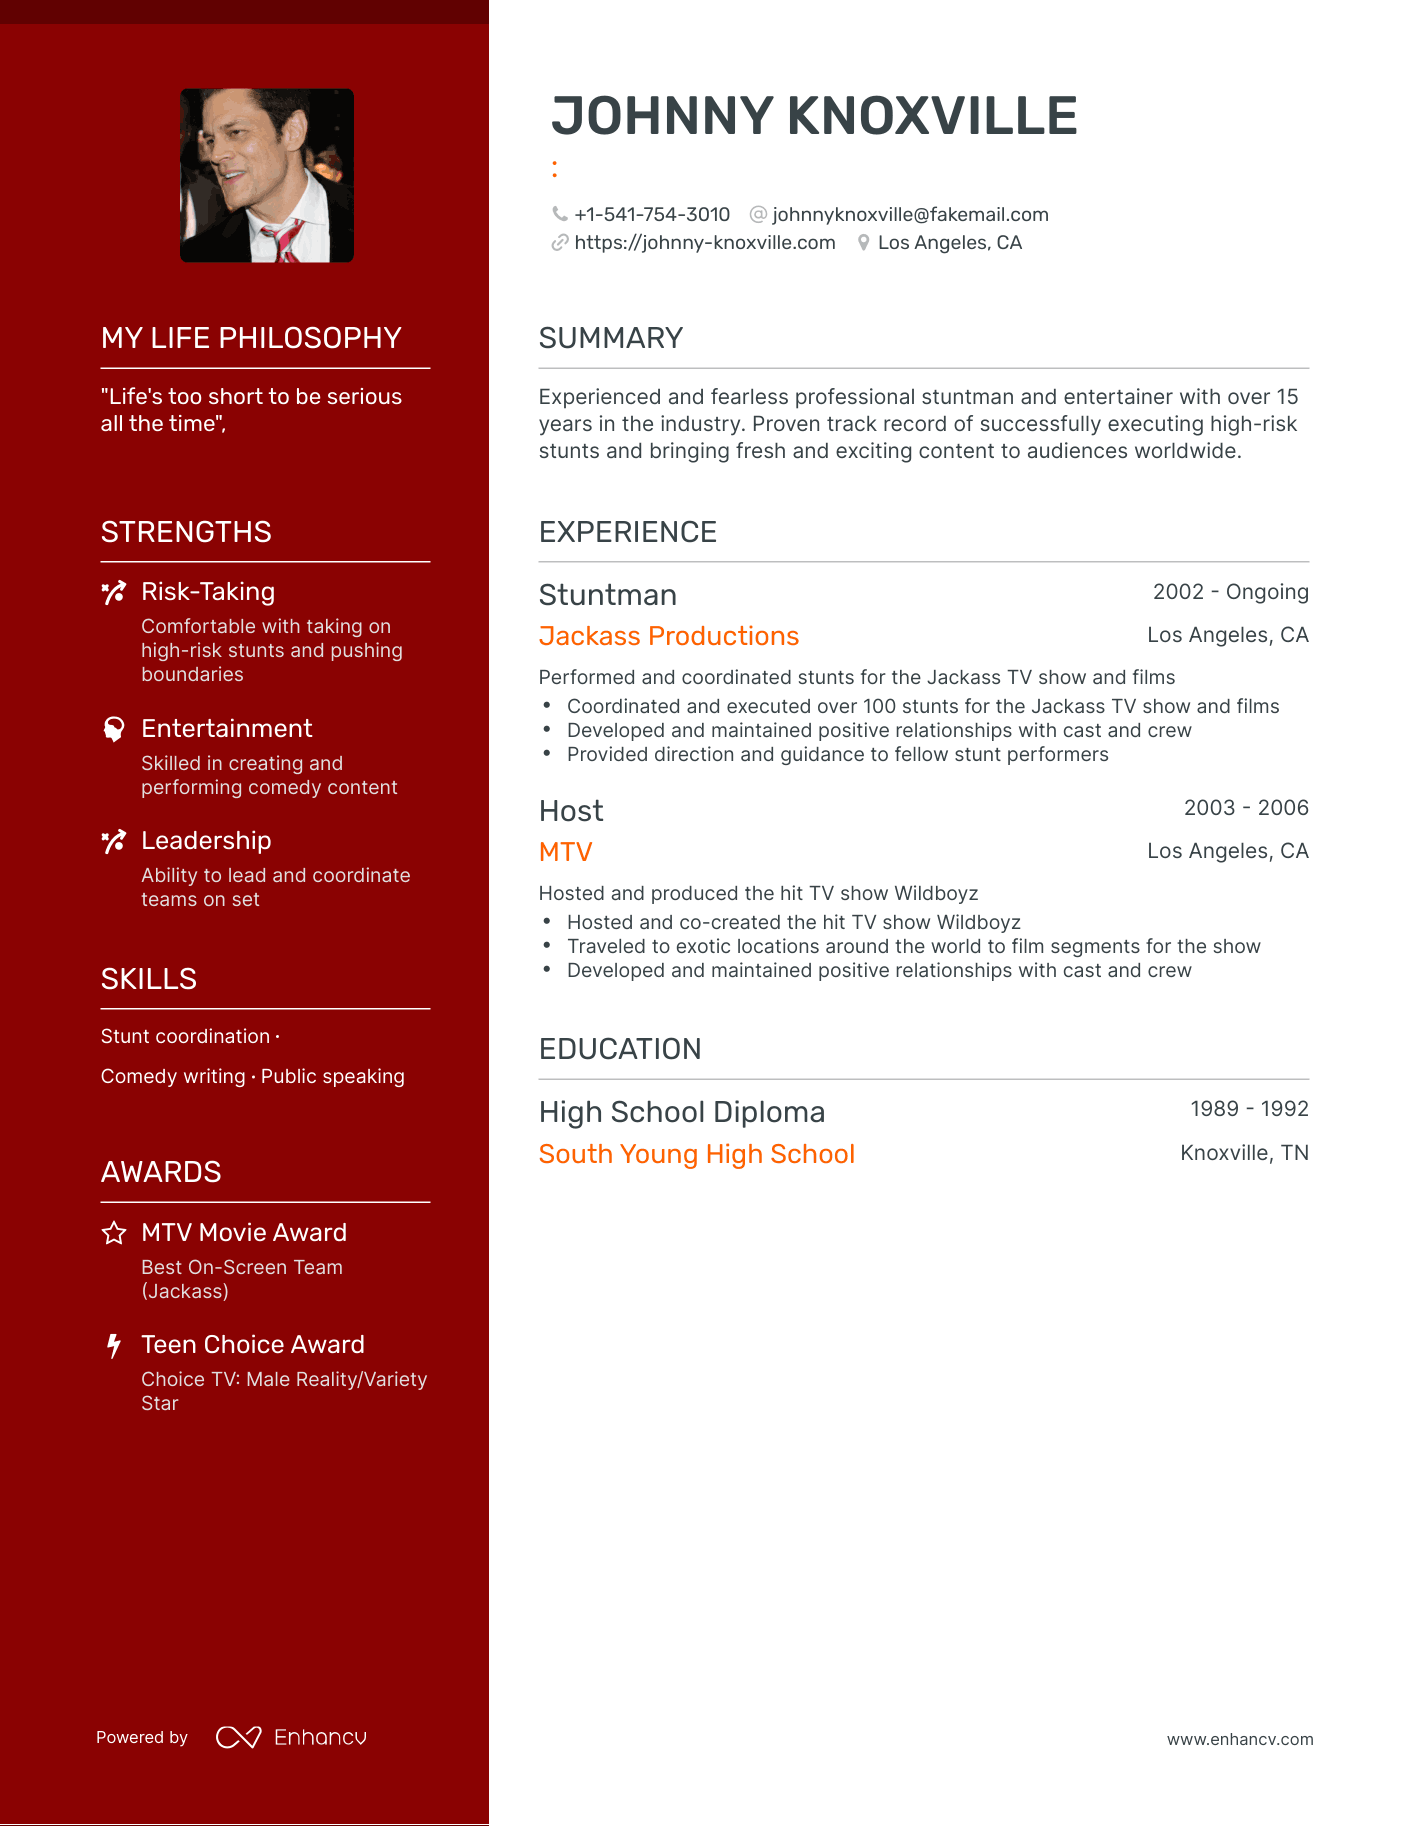 JOHNNY KNOXVILLE
:
+1-541-754-3010 @ johnnyknoxville@fakemail.com
https://johnny-knoxville.com Los Angeles, CA
MY LIFE PHILOSOPHY
"Life's too short to be serious
all the time",
STRENGTHS
Risk-Taking
Comfortable with taking on
high-risk stunts and pushing
boundaries
Entertainment
Skilled in creating and
performing comedy content
Leadership
Ability to lead and coordinate
teams on set
SKILLS
Stunt coordination ·
Comedy writing · Public speaking
AWARDS
MTV Movie Award
Best On-Screen Team
(Jackass)
Teen Choice Award
Choice TV: Male Reality/Variety
Star
SUMMARY
Experienced and fearless professional stuntman and entertainer with over 15
years in the industry. Proven track record of successfully executing high-risk
stunts and bringing fresh and exciting content to audiences worldwide.
EXPERIENCE
Stuntman 2002 - Ongoing
Jackass Productions Los Angeles, CA
Performed and coordinated stunts for the Jackass TV show and films
• Coordinated and executed over 100 stunts for the Jackass TV show and films
• Developed and maintained positive relationships with cast and crew
• Provided direction and guidance to fellow stunt performers
Host 2003 - 2006
MTV Los Angeles, CA
Hosted and produced the hit TV show Wildboyz
• Hosted and co-created the hit TV show Wildboyz
• Traveled to exotic locations around the world to film segments for the show
• Developed and maintained positive relationships with cast and crew
EDUCATION
High School Diploma 1989 - 1992
South Young High School Knoxville, TN
Powered by Enhancv
www.enhancv.com